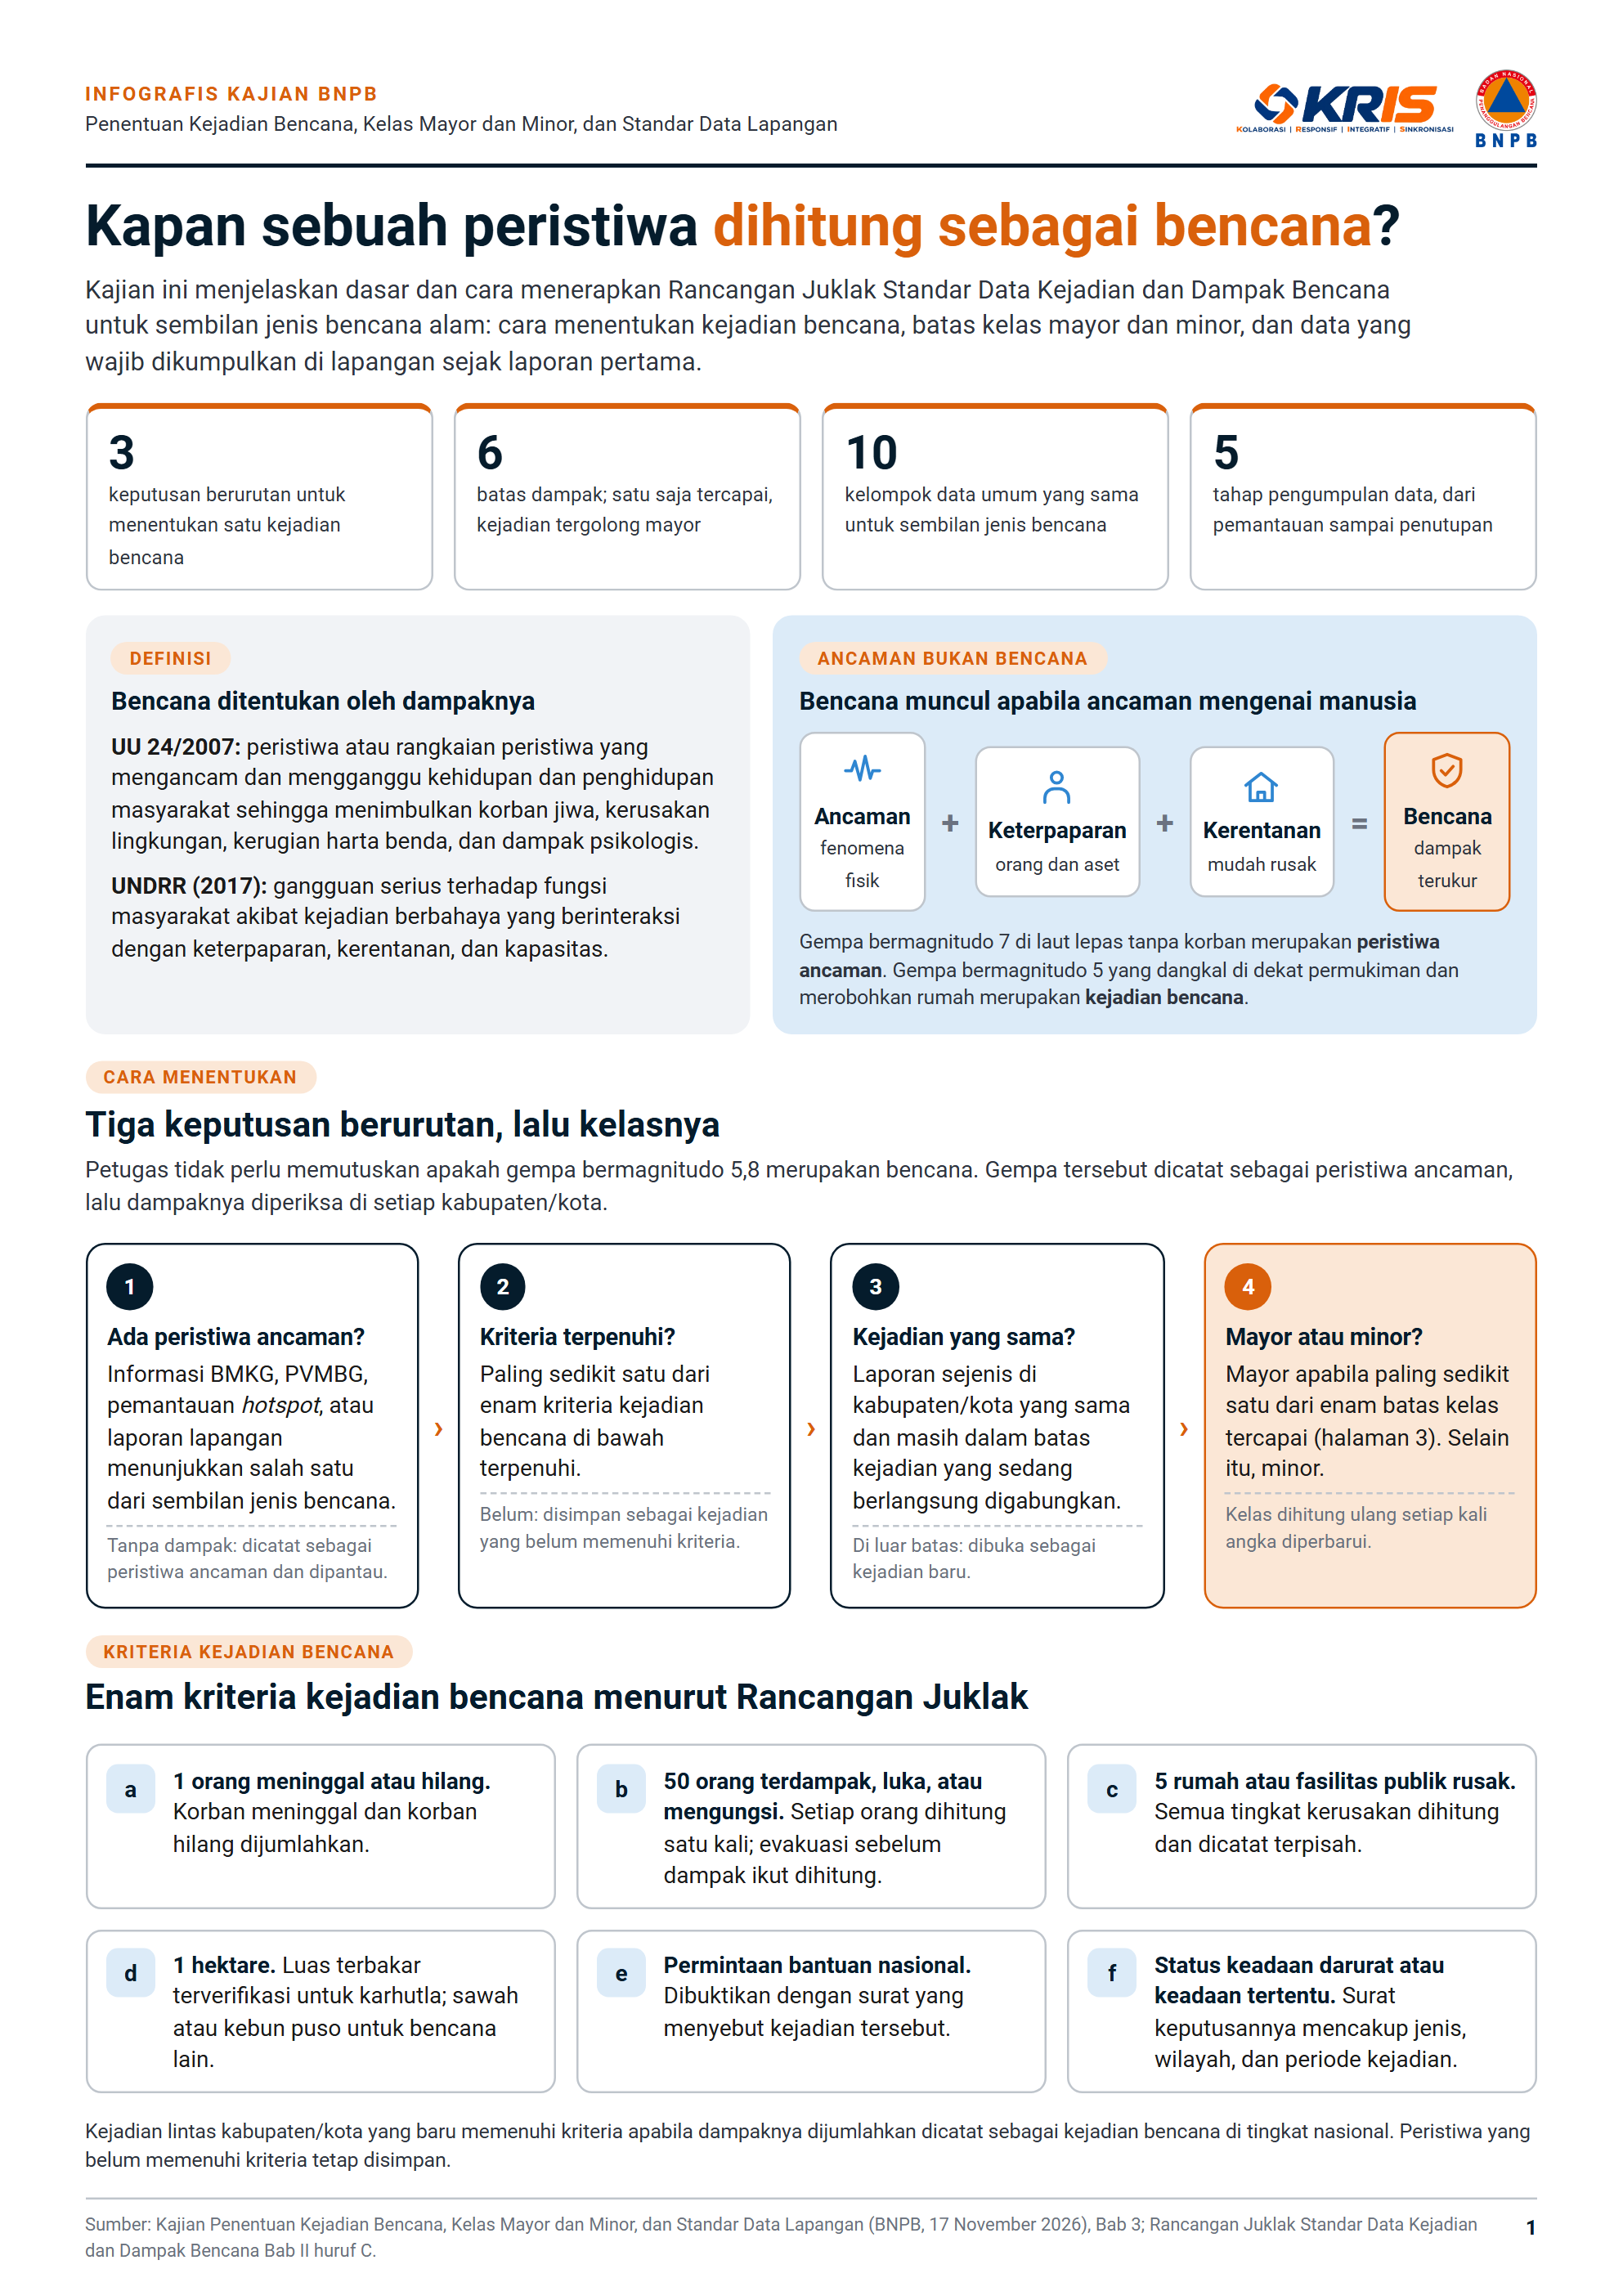 INFOGRAFIS KAJIAN BNPB
Penentuan Kejadian Bencana, Kelas Mayor dan Minor, dan Standar Data Lapangan
KRIS
KOLABORASI | RESPONSIF | INTEGRATIF | SINKRONISASI
BADAN NASIONAL
PENANGGULANGAN BENCANA
BNPB
Kapan sebuah peristiwa dihitung sebagai bencana?
Kajian ini menjelaskan dasar dan cara menerapkan Rancangan Juklak Standar Data Kejadian dan Dampak Bencana
untuk sembilan jenis bencana alam: cara menentukan kejadian bencana, batas kelas mayor dan minor, dan data yang
wajib dikumpulkan di lapangan sejak laporan pertama.
3
keputusan berurutan untuk
menentukan satu kejadian
bencana
6
batas dampak; satu saja tercapai,
kejadian tergolong mayor
10
kelompok data umum yang sama
untuk sembilan jenis bencana
5
tahap pengumpulan data, dari
pemantauan sampai penutupan
DEFINISI
Bencana ditentukan oleh dampaknya
UU 24/2007: peristiwa atau rangkaian peristiwa yang
mengancam dan mengganggu kehidupan dan penghidupan
masyarakat sehingga menimbulkan korban jiwa, kerusakan
lingkungan, kerugian harta benda, dan dampak psikologis.
UNDRR (2017): gangguan serius terhadap fungsi
masyarakat akibat kejadian berbahaya yang berinteraksi
dengan keterpaparan, kerentanan, dan kapasitas.
ANCAMAN BUKAN BENCANA
Bencana muncul apabila ancaman mengenai manusia
Ancaman
fenomena
fisik
+
Keterpaparan
orang dan aset
+
Kerentanan
mudah rusak
=
Bencana
dampak
terukur
Gempa bermagnitudo 7 di laut lepas tanpa korban merupakan peristiwa
ancaman. Gempa bermagnitudo 5 yang dangkal di dekat permukiman dan
merobohkan rumah merupakan kejadian bencana.
CARA MENENTUKAN
Tiga keputusan berurutan, lalu kelasnya
Petugas tidak perlu memutuskan apakah gempa bermagnitudo 5,8 merupakan bencana. Gempa tersebut dicatat sebagai peristiwa ancaman,
lalu dampaknya diperiksa di setiap kabupaten/kota.
1
Ada peristiwa ancaman?
Informasi BMKG, PVMBG,
pemantauan hotspot, atau
laporan lapangan
menunjukkan salah satu
dari sembilan jenis bencana.
Tanpa dampak: dicatat sebagai
peristiwa ancaman dan dipantau.
›
2
Kriteria terpenuhi?
Paling sedikit satu dari
enam kriteria kejadian
bencana di bawah
terpenuhi.
Belum: disimpan sebagai kejadian
yang belum memenuhi kriteria.
›
3
Kejadian yang sama?
Laporan sejenis di
kabupaten/kota yang sama
dan masih dalam batas
kejadian yang sedang
berlangsung digabungkan.
Di luar batas: dibuka sebagai
kejadian baru.
›
4
Mayor atau minor?
Mayor apabila paling sedikit
satu dari enam batas kelas
tercapai (halaman 3). Selain
itu, minor.
Kelas dihitung ulang setiap kali
angka diperbarui.
KRITERIA KEJADIAN BENCANA
Enam kriteria kejadian bencana menurut Rancangan Juklak
a
1 orang meninggal atau hilang.
Korban meninggal dan korban
hilang dijumlahkan.
b
50 orang terdampak, luka, atau
mengungsi. Setiap orang dihitung
satu kali; evakuasi sebelum
dampak ikut dihitung.
c
5 rumah atau fasilitas publik rusak.
Semua tingkat kerusakan dihitung
dan dicatat terpisah.
d
1 hektare. Luas terbakar
terverifikasi untuk karhutla; sawah
atau kebun puso untuk bencana
lain.
e
Permintaan bantuan nasional.
Dibuktikan dengan surat yang
menyebut kejadian tersebut.
f
Status keadaan darurat atau
keadaan tertentu. Surat
keputusannya mencakup jenis,
wilayah, dan periode kejadian.
Kejadian lintas kabupaten/kota yang baru memenuhi kriteria apabila dampaknya dijumlahkan dicatat sebagai kejadian bencana di tingkat nasional. Peristiwa yang
belum memenuhi kriteria tetap disimpan.
Sumber: Kajian Penentuan Kejadian Bencana, Kelas Mayor dan Minor, dan Standar Data Lapangan (BNPB, 17 November 2026), Bab 3; Rancangan Juklak Standar Data Kejadian
dan Dampak Bencana Bab II huruf C.
1